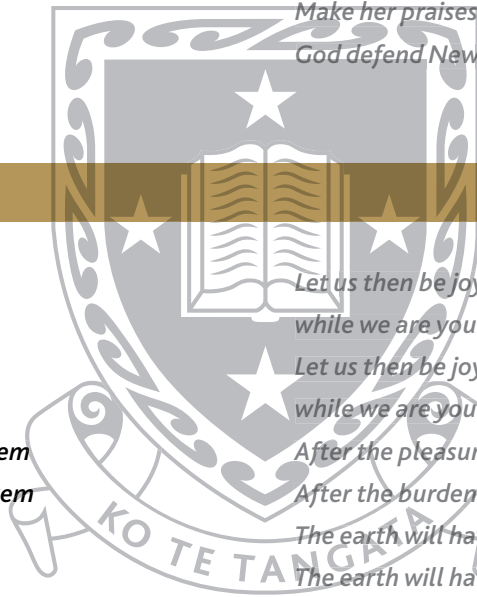 Make her praises
God defend New
Let us then be joy
while we are you
Let us then be joy
while we are you
em
After the pleasur
em
After the burden
The earth will ha
The earth will ha
KO TE TANGATA